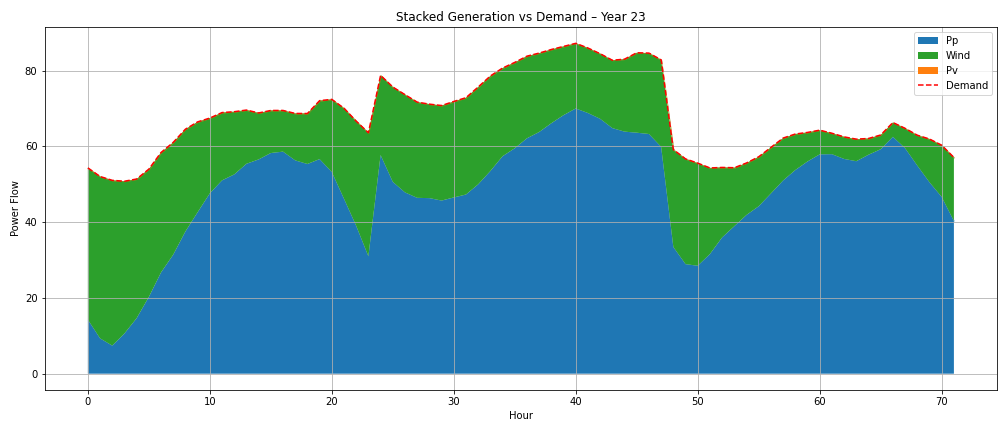 Stacked Generation vs Demand – Year 23
Pp
Wind
Pv
Demand
Power Flow
80
60
40
20
0
0 10 20 30 40 50 60 70
Hour